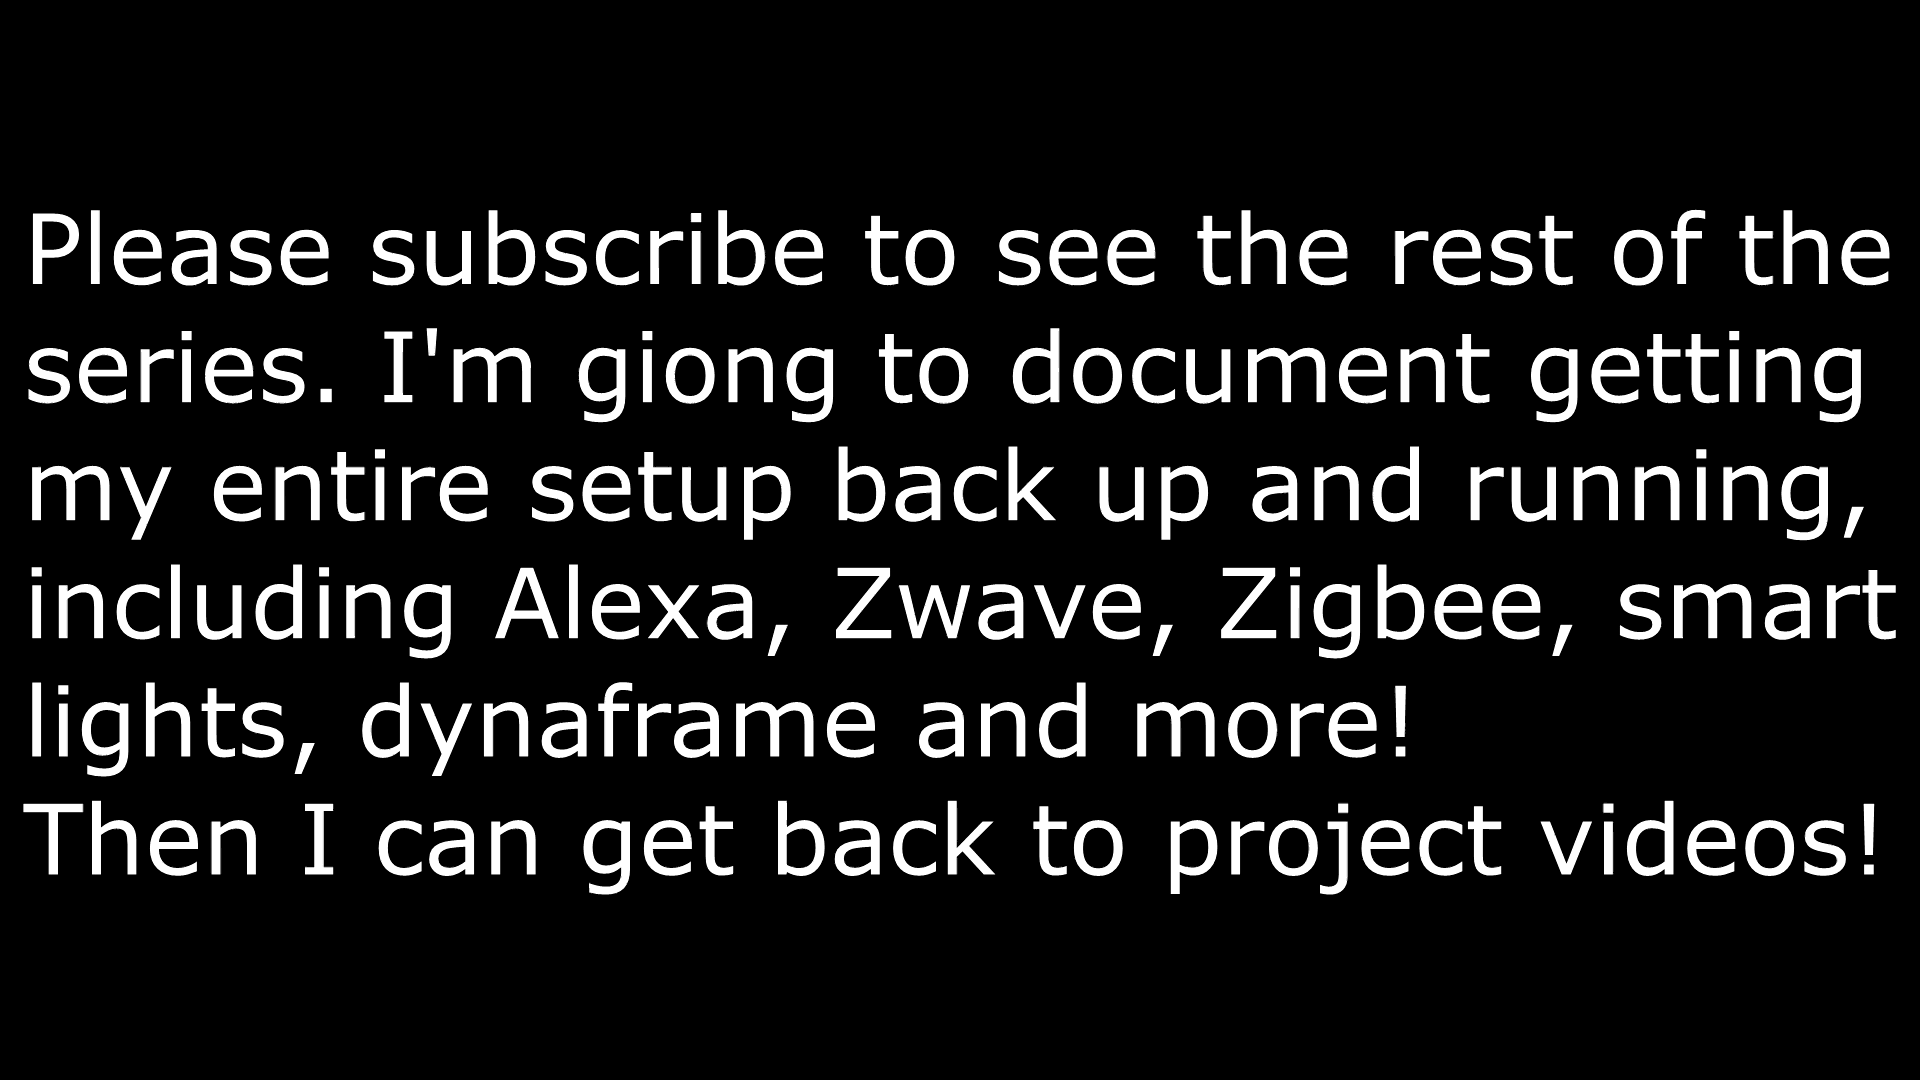 Please subscribe to see the rest of the
series. I'm giong to document getting
my entire setup back up and running,
including Alexa, Zwave, Zigbee, smart
lights, dynaframe and more!
Then I can get back to project videos!